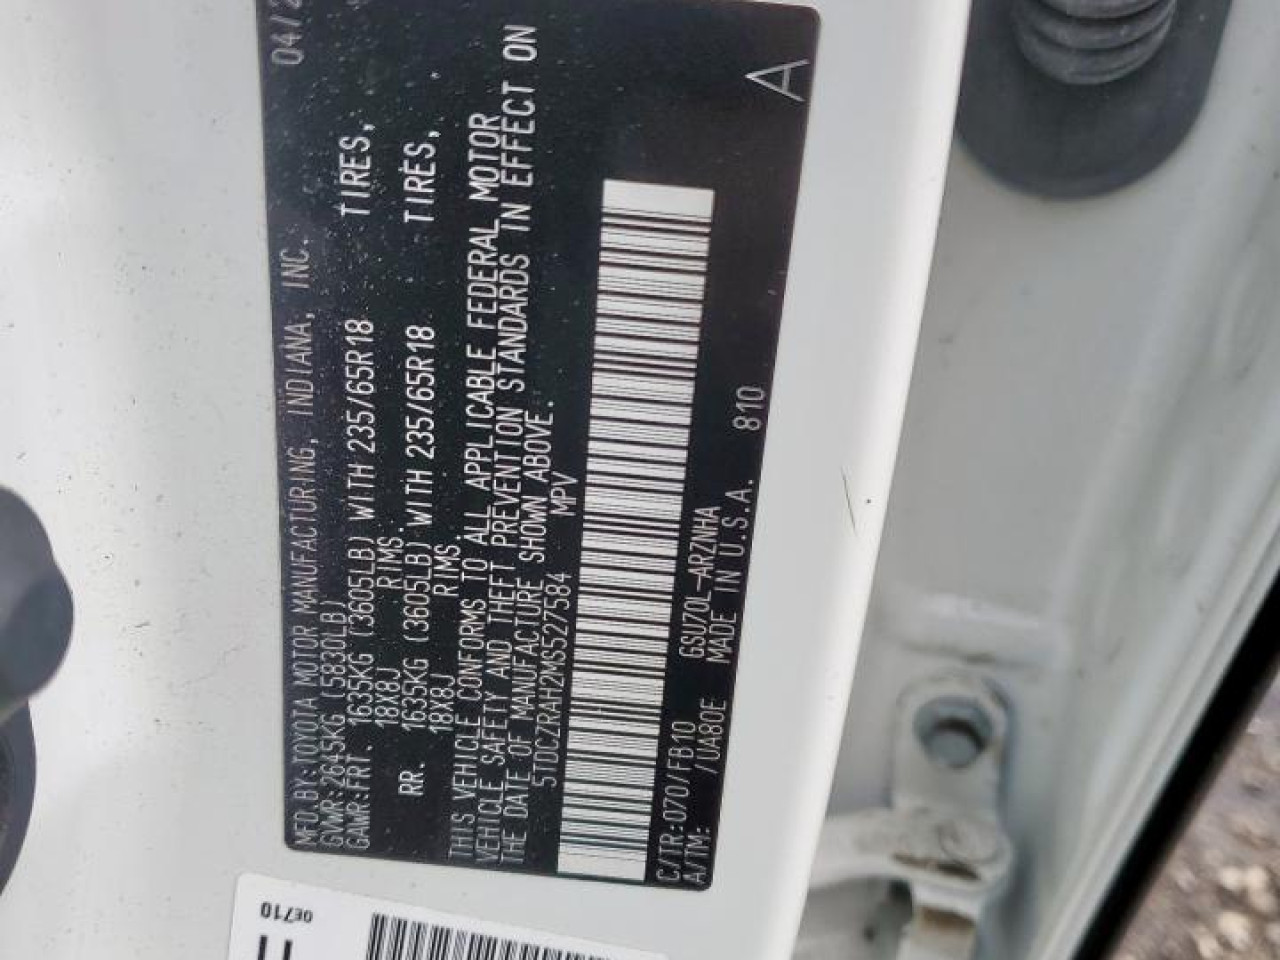 MFD.BY:TOYOTA MOTOR MANUFACTURING, INDIANA, INC. 04/2
GVWR:2645KG (5830LB)
GAWR:FRT. 1635KG (3605LB) WITH 235/65R18 TIRES,
18X8J RIMS.
RR. 1635KG (3605LB) WITH 235/65R18 TIRES,
18X8J RIMS.
THIS VEHICLE CONFORMS TO ALL APPLICABLE FEDERAL MOTOR
VEHICLE SAFETY AND THEFT PREVENTION STANDARDS IN EFFECT ON
THE DATE OF MANUFACTURE SHOWN ABOVE.
5TDCZRAH2MS527584 MPV
C/TR:070/FB10 GSU70L-ARZNHA
A/TM: /UA80E MADE IN U.S.A. 810
A
0E710